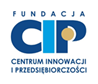 FUNDACJA
CIP
CENTRUM INNOWACJI
I PRZEDSIĘBIORCZOŚCI